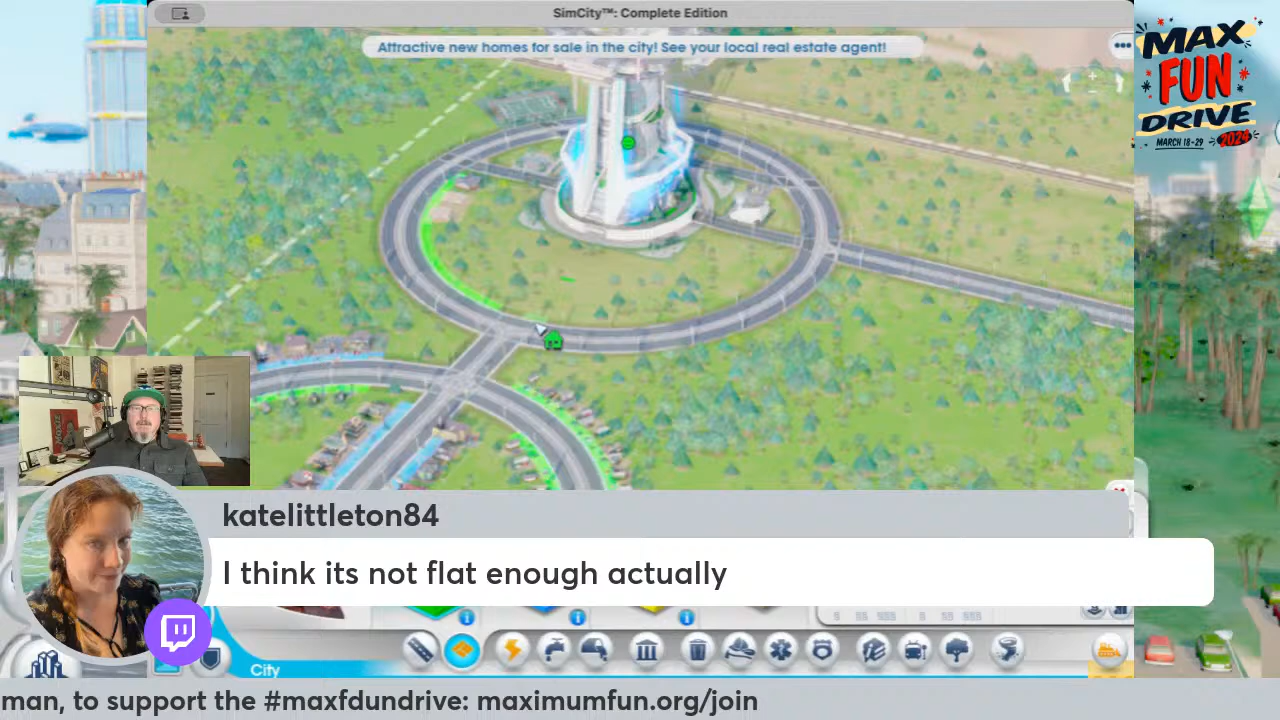 SimCity™: Complete Edition
Attractive new homes for sale in the city! See your local real estate agent!
MAX
FUN
DRIVE
MARCH 18-29
2024
katelittleton84
I think its not flat enough actually
City
man, to support the #maxfdundrive: maximumfun.org/join